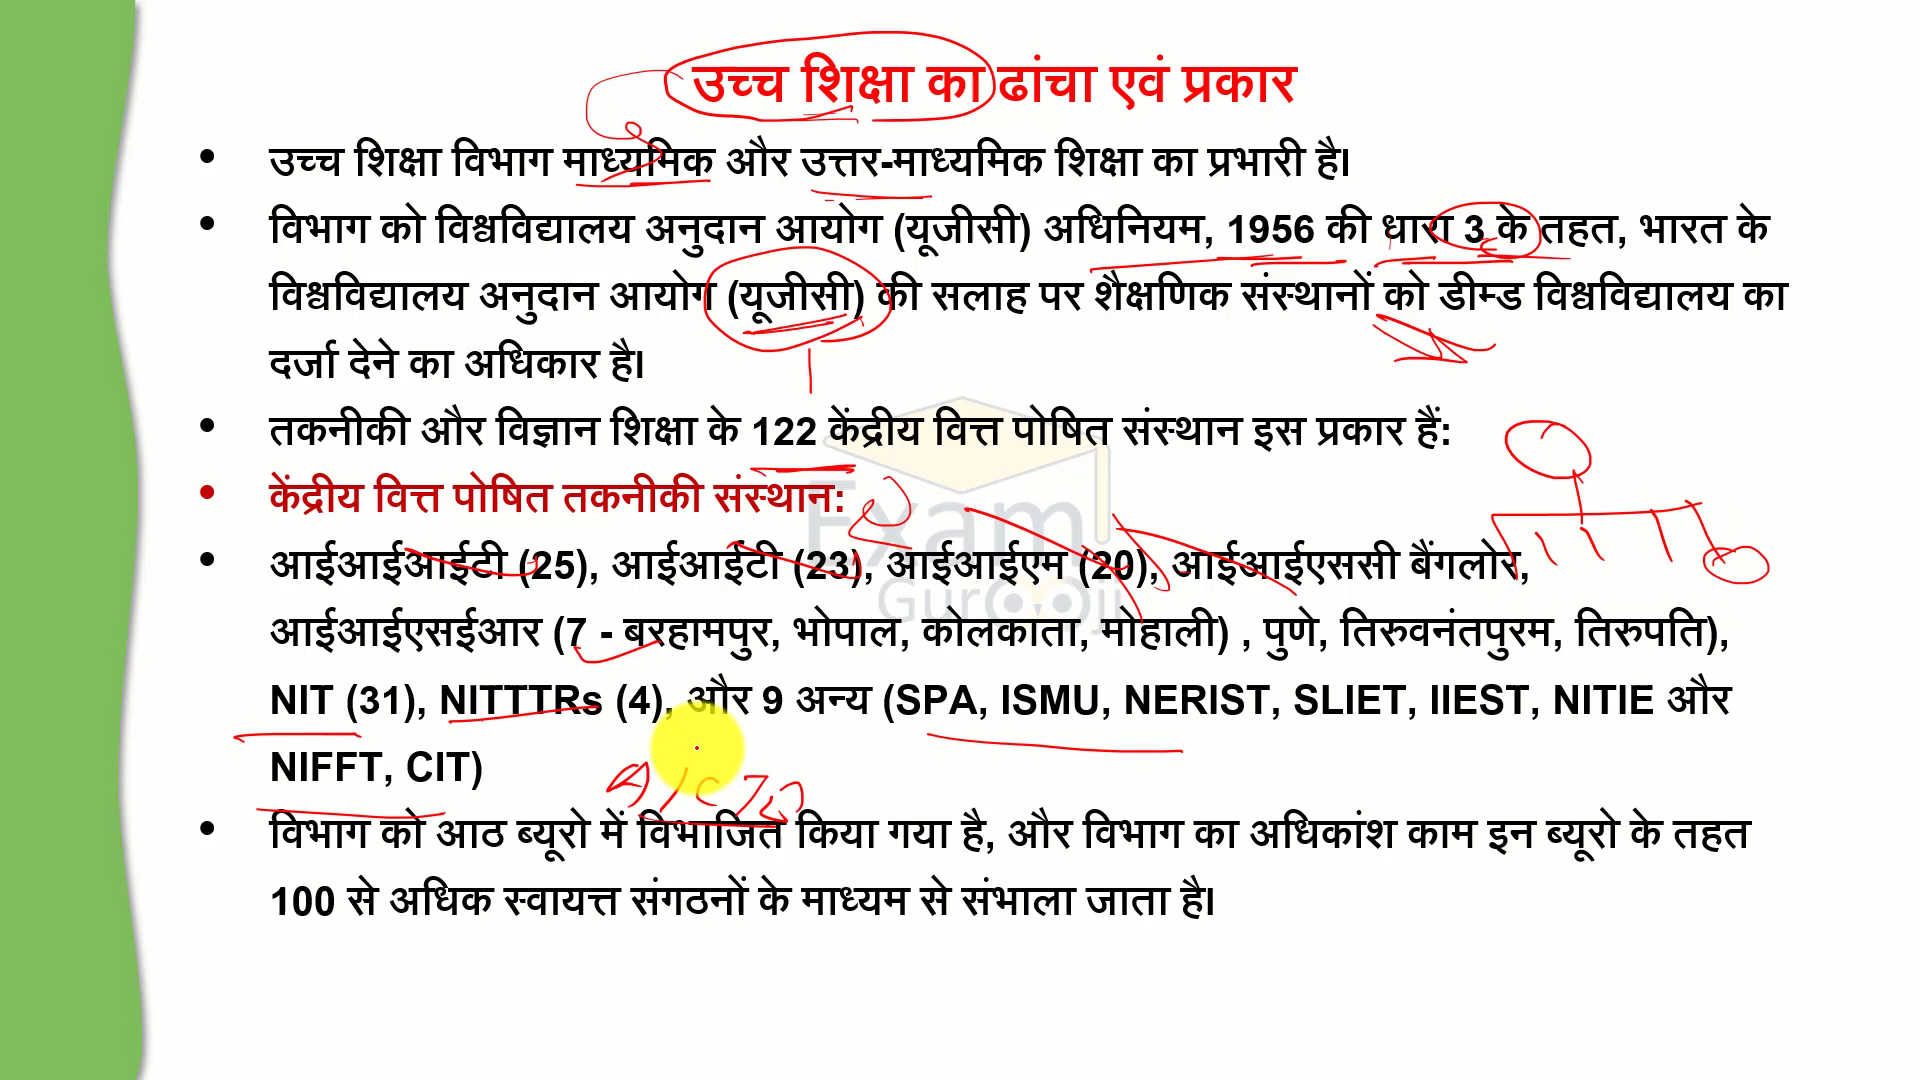 उच्च शिक्षा का ढांचा एवं प्रकार
• उच्च शिक्षा विभाग माध्यमिक और उत्तर-माध्यमिक शिक्षा का प्रभारी है।
• विभाग को विश्वविद्यालय अनुदान आयोग (यूजीसी) अधिनियम, 1956 की धारा 3 के तहत, भारत के
विश्वविद्यालय अनुदान आयोग (यूजीसी) की सलाह पर शैक्षणिक संस्थानों को डीम्ड विश्वविद्यालय का
दर्जा देने का अधिकार है।
• तकनीकी और विज्ञान शिक्षा के 122 केंद्रीय वित्त पोषित संस्थान इस प्रकार हैं:
• केंद्रीय वित्त पोषित तकनीकी संस्थान:
• आईआईआईटी (25), आईआईटी (23), आईआईएम (20), आईआईएससी बैंगलोर,
आईआईएसईआर (7 - बरहामपुर, भोपाल, कोलकाता, मोहाली) , पुणे, तिरुवनंतपुरम, तिरुपति),
NIT (31), NITTTRs (4), और 9 अन्य (SPA, ISMU, NERIST, SLIET, IIEST, NITIE और
NIFFT, CIT)
• विभाग को आठ ब्यूरो में विभाजित किया गया है, और विभाग का अधिकांश काम इन ब्यूरो के तहत
100 से अधिक स्वायत्त संगठनों के माध्यम से संभाला जाता है।
Exam
Gurooji